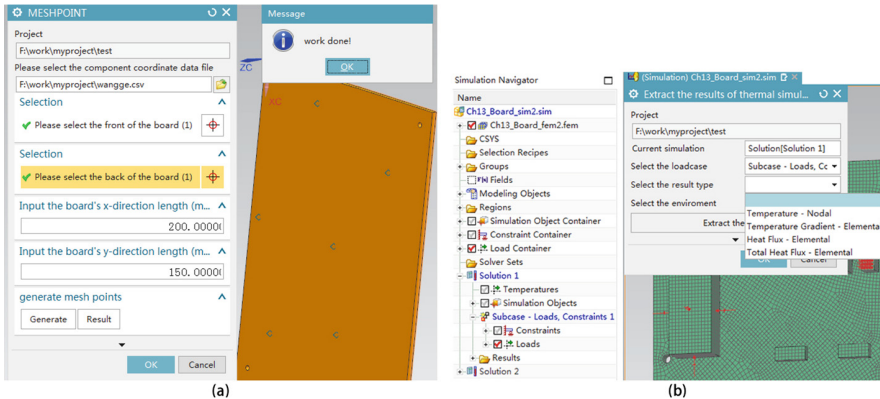 MESHPOINT
Project
F:\work\myproject\test
Please select the component coordinate data file
F:\work\myproject\wangge.csv
Selection
Please select the front of the board (1)
Selection
Please select the back of the board (1)
Input the board's x-direction length (m...
200.00000
Input the board's y-direction length (m...
150.00000
generate mesh points
Generate Result
OK Cancel
Message
work done!
OK
ZC
XC
(a)
Simulation Navigator
Name
Ch13_Board_sim2.sim
Ch13_Board_fem2.fem
CSYS
Selection Recipes
Groups
Fields
Modeling Objects
Regions
Simulation Object Container
Constraint Container
Load Container
Solver Sets
Solution 1
Temperatures
Simulation Objects
Subcase - Loads, Constraints 1
Constraints
Loads
Results
Solution 2
(Simulation) Ch13_Board_sim2.sim
Extract the results of thermal simul...
Project
F:\work\myproject\test
Current simulation Solution[Solution 1]
Select the loadcase Subcase - Loads, Cc
Select the result type
Select the enviroment
Extract the
Temperature - Nodal
Temperature Gradient - Elementa
Heat Flux - Elemental
Total Heat Flux - Elemental
OK Cancel
(b)